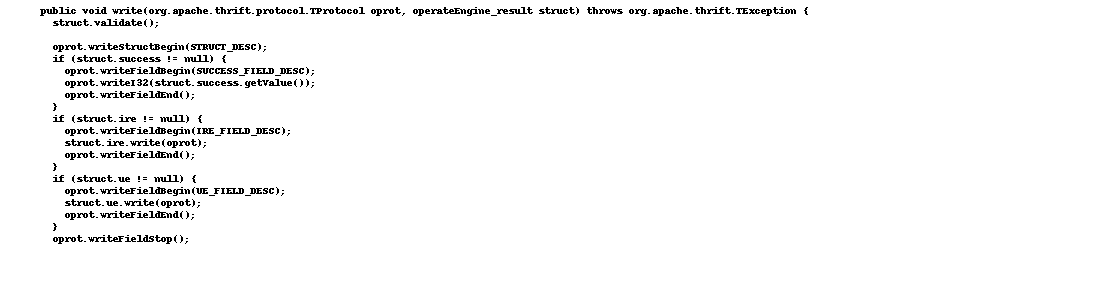 public void write(org.apache.thrift.protocol.TProtocol oprot, operateEngine_result struct) throws org.apache.thrift.TException {
struct.validate();
oprot.writeStructBegin(STRUCT_DESC);
if (struct.success != null) {
oprot.writeFieldBegin(SUCCESS_FIELD_DESC);
oprot.writeI32(struct.success.getValue());
oprot.writeFieldEnd();
}
if (struct.ire != null) {
oprot.writeFieldBegin(IRE_FIELD_DESC);
struct.ire.write(oprot);
oprot.writeFieldEnd();
}
if (struct.ue != null) {
oprot.writeFieldBegin(UE_FIELD_DESC);
struct.ue.write(oprot);
oprot.writeFieldEnd();
}
oprot.writeFieldStop();